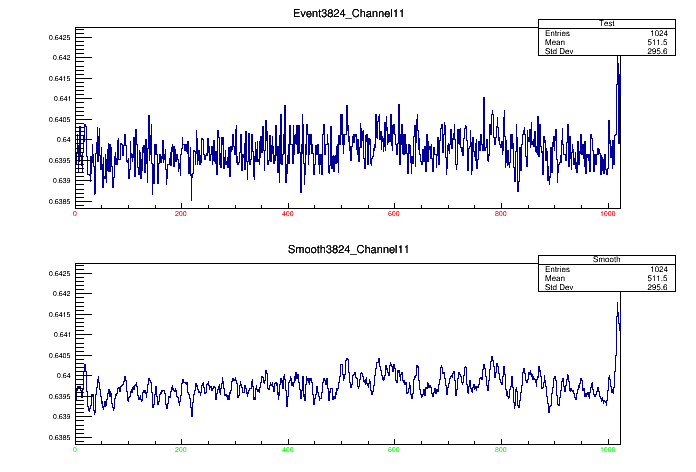 Event3824_Channel11
Test
Entries 1024
Mean 511.5
Std Dev 295.6
0.6425
0.642
0.6415
0.641
0.6405
0.64
0.6395
0.639
0.6385
0 200 400 600 800 1000
Smooth3824_Channel11
Smooth
Entries 1024
Mean 511.5
Std Dev 295.6
0.6425
0.642
0.6415
0.641
0.6405
0.64
0.6395
0.639
0.6385
0 200 400 600 800 1000